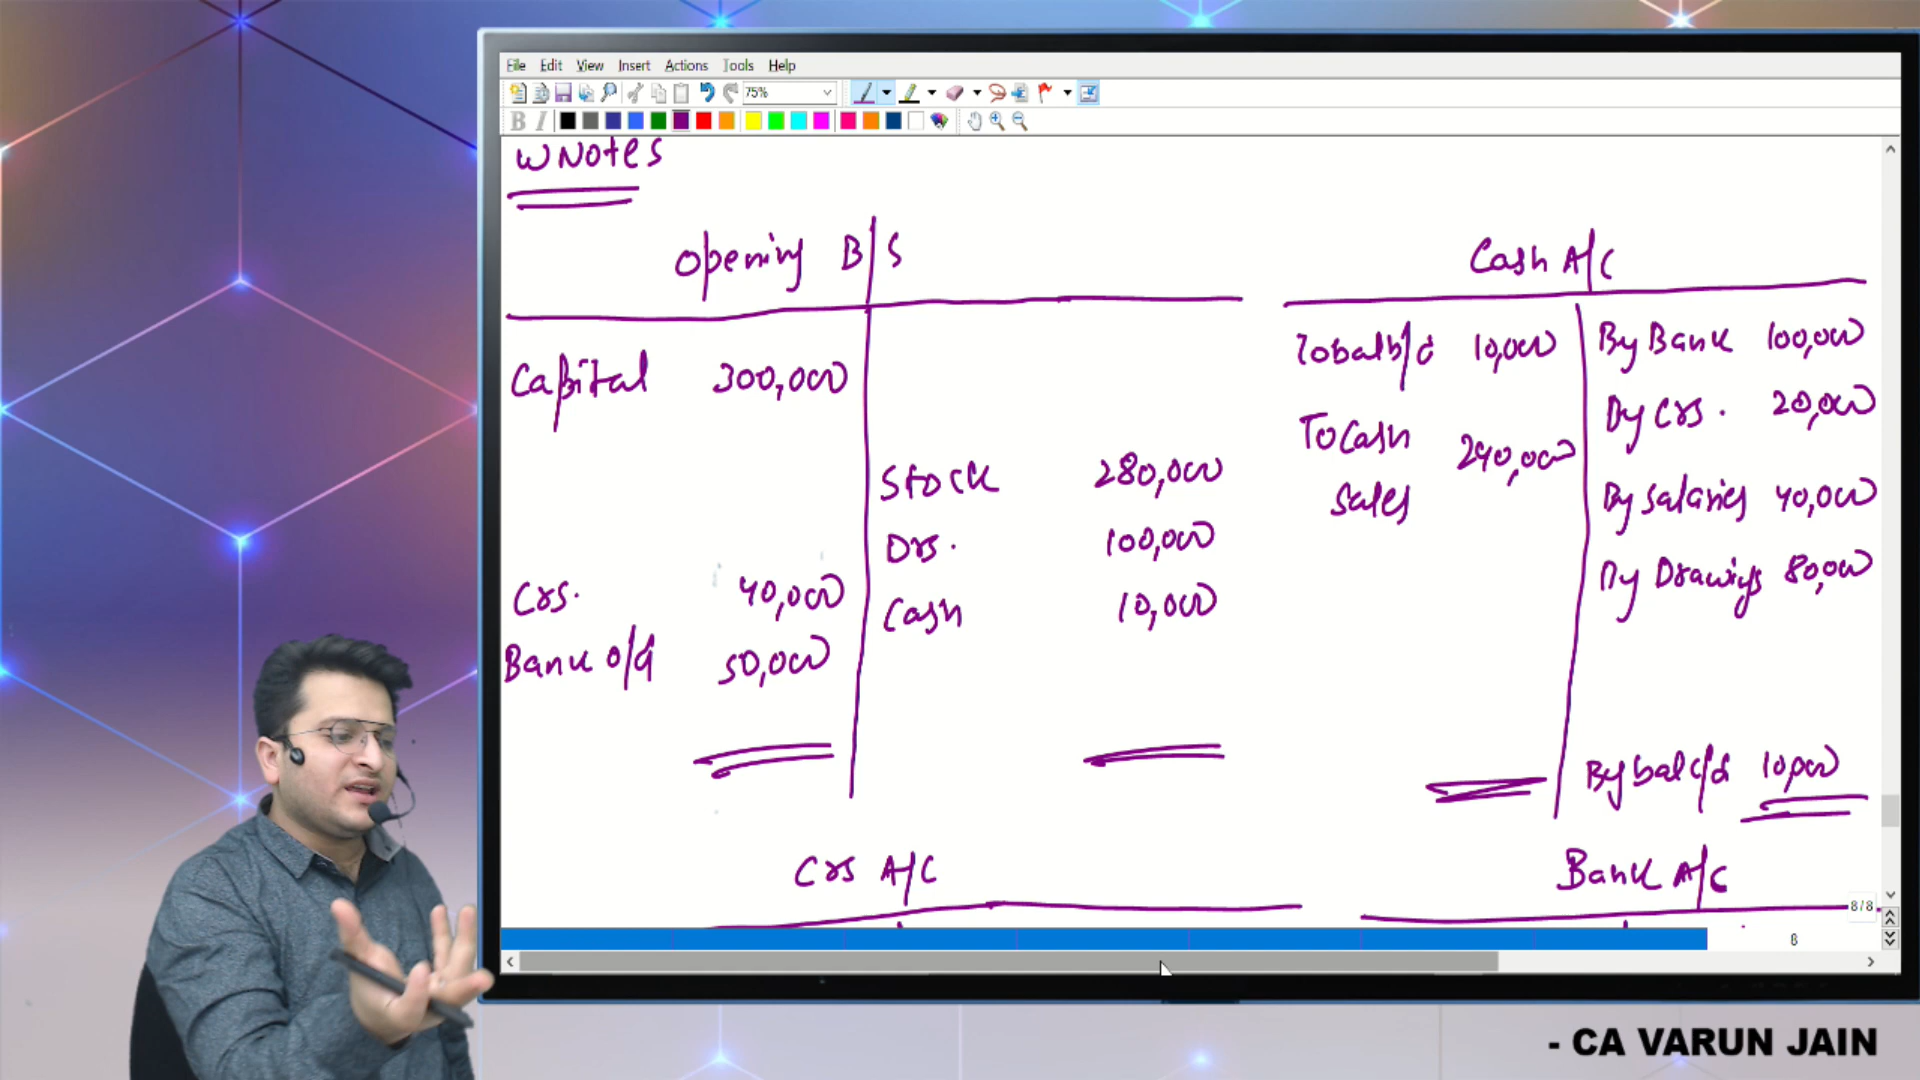 File Edit View Insert Actions Tools Help
75%
B I
W Notes
Opening B/S
Capital 300,000
Stock 280,000
Drs. 100,000
Crs. 40,000 Cash 10,000
Bank o/d 50,000
Cash A/C
To bal b/d 10,000 By Bank 100,000
By Crs. 20,000
To Cash 240,000
Sales By Salaries 40,000
By Drawings 80,000
By bal c/d 10,000
Crs A/C
Bank A/C
8/8
8
- CA VARUN JAIN